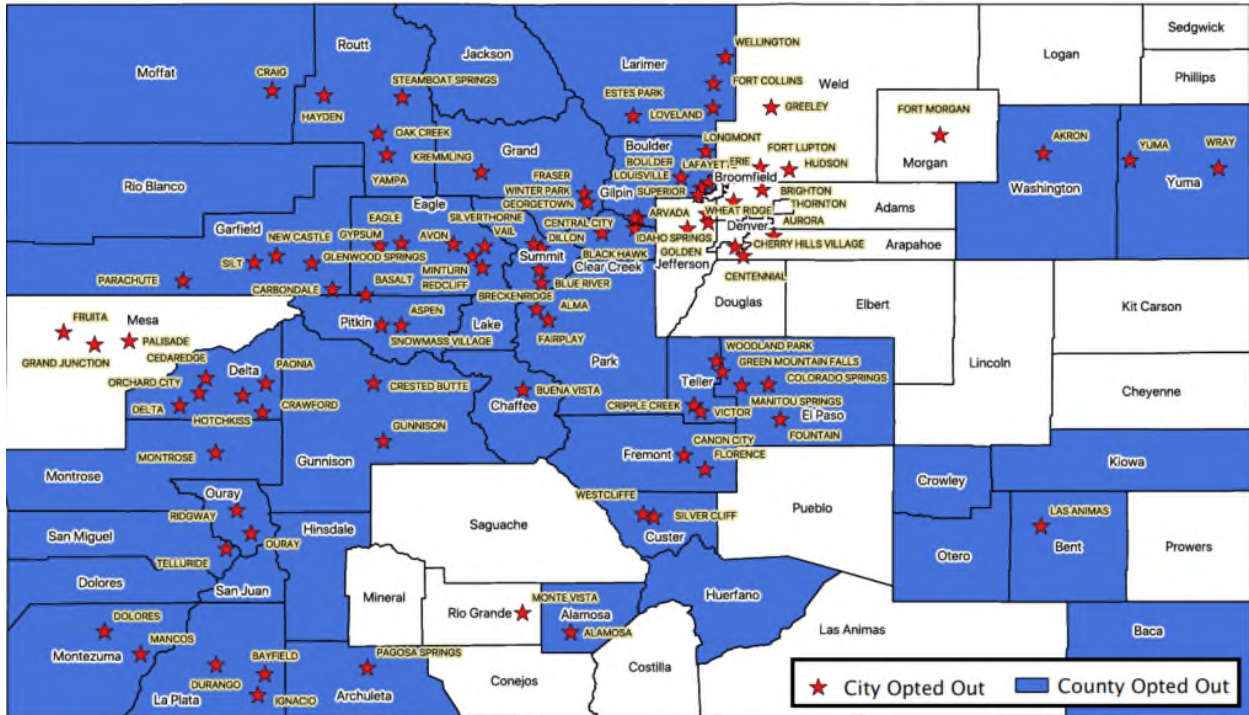 WELLINGTON
Sedgwick
Routt
Jackson
Logan
Larimer
Moffat
CRAIG
STEAMBOAT SPRINGS
FORT COLLINS
Phillips
ESTES PARK
Weld
HAYDEN
LOVELAND
GREELEY
FORT MORGAN
OAK CREEK
LONGMONT
AKRON
YUMA
WRAY
Grand
Boulder
FORT LUPTON
KREMMLING
BOULDER
LAFAYETTE
ERIE
HUDSON
Morgan
FRASER
LOUISVILLE
Broomfield
Washington
Yuma
Rio Blanco
YAMPA
WINTER PARK
Gilpin
SUPERIOR
BRIGHTON
GEORGETOWN
THORNTON
Eagle
EAGLE
SILVERTHORNE
ARVADA
WHEAT RIDGE
Adams
Garfield
NEW CASTLE
GYPSUM
AVON
VAIL
CENTRAL CITY
Denver
AURORA
DILLON
IDAHO SPRINGS
CHERRY HILLS VILLAGE
Arapahoe
SILT
GLENWOOD SPRINGS
MINTURN
Summit
BLACK HAWK
GOLDEN
CENTENNIAL
Clear Creek
Jefferson
PARACHUTE
BASALT
REDCLIFF
BLUE RIVER
CARBONDALE
BRECKENRIDGE
Douglas
Elbert
Kit Carson
ALMA
FRUITA
Mesa
ASPEN
Pitkin
Lake
FAIRPLAY
GRAND JUNCTION
PALISADE
SNOWMASS VILLAGE
WOODLAND PARK
CEDAREDGE
PAONIA
Park
GREEN MOUNTAIN FALLS
Lincoln
ORCHARD CITY
Delta
CRESTED BUTTE
BUENA VISTA
Teller
COLORADO SPRINGS
Cheyenne
DELTA
CRAWFORD
Chaffee
CRIPPLE CREEK
VICTOR
MANITOU SPRINGS
HOTCHKISS
El Paso
GUNNISON
FOUNTAIN
CANON CITY
MONTROSE
Fremont
FLORENCE
Kiowa
Montrose
Gunnison
Crowley
Ouray
WESTCLIFFE
LAS ANIMAS
RIDGWAY
Saguache
SILVER CLIFF
Pueblo
San Miguel
Hinsdale
OURAY
Custer
Otero
Bent
Prowers
TELLURIDE
Dolores
San Juan
Mineral
MONTE VISTA
Huerfano
DOLORES
Rio Grande
Alamosa
MANCOS
ALAMOSA
Las Animas
Baca
Montezuma
BAYFIELD
PAGOSA SPRINGS
Costilla
DURANGO
Conejos
La Plata
IGNACIO
Archuleta
City Opted Out
County Opted Out